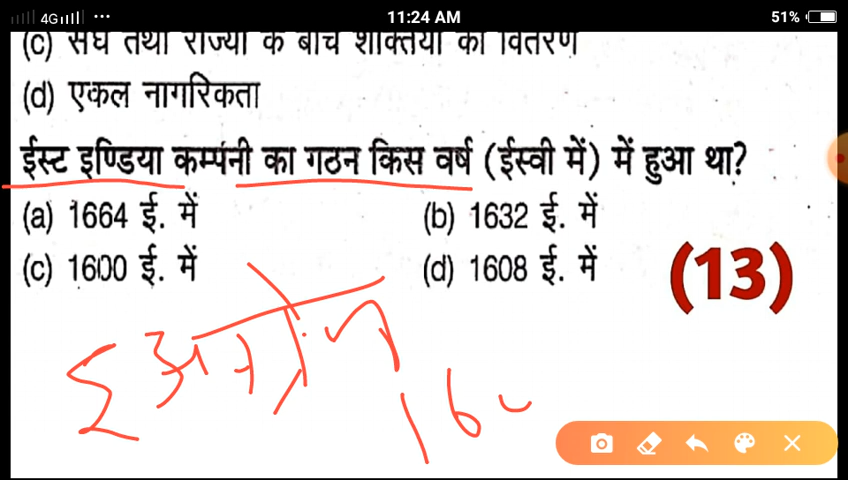 4G 11:24 AM 51%
(c) संघ तथा राज्यों के बीच शक्तियों का वितरण
(d) एकल नागरिकता
ईस्ट इण्डिया कम्पनी का गठन किस वर्ष (ईस्वी में) में हुआ था?
(a) 1664 ई. में (b) 1632 ई. में
(c) 1600 ई. में (d) 1608 ई. में
(13)